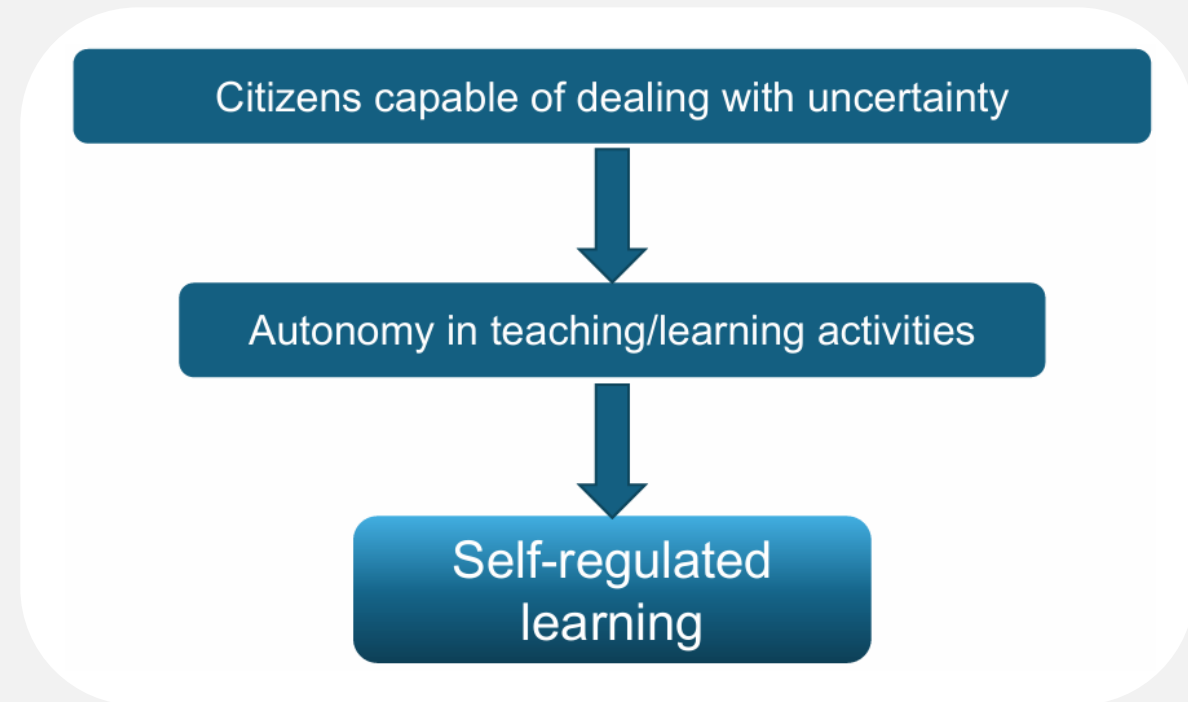 Citizens capable of dealing with uncertainty
Autonomy in teaching/learning activities
Self-regulated
learning